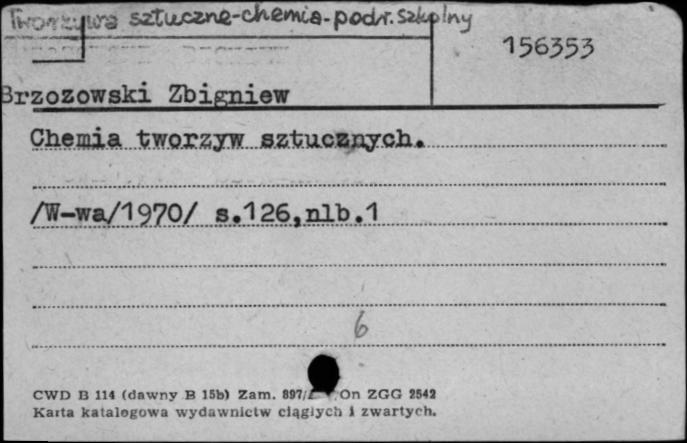 Tworzywa sztuczne-chemia-podr. szkolny
156353
Brzozowski Zbigniew
Chemia tworzyw sztucznych.
/W-wa/1970/ s.126,nlb.1
6
CWD B 114 (dawny B 15b) Zam. 897/ On ZGG 2542
Karta katalogowa wydawnictw ciągłych i zwartych.